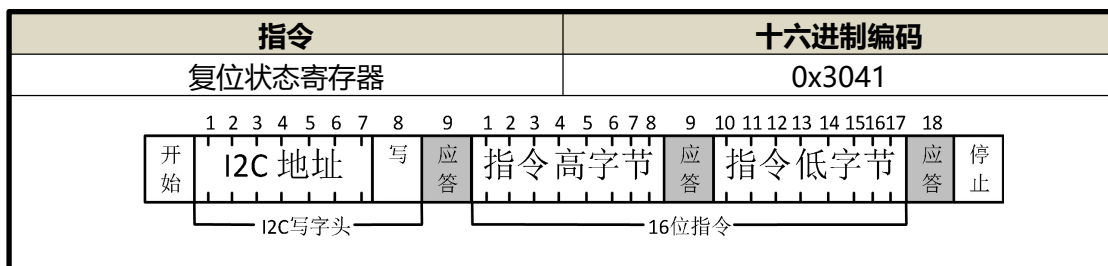 指令 十六进制编码
复位状态寄存器 0x3041
1 2 3 4 5 6 7 8 9 1 2 3 4 5 6 7 8 9 10 11 12 13 14 15 16 17 18
开始 I2C 地址 写 应答 指令高字节 应答 指令低字节 应答 停止
I2C写字头 16位指令